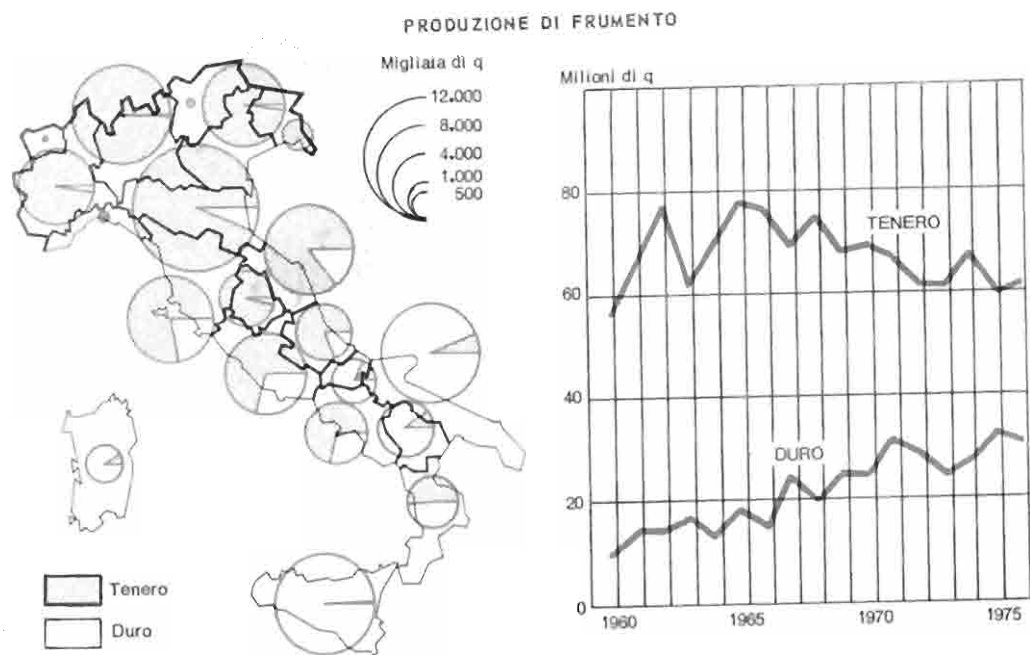 PRODUZIONE DI FRUMENTO
Migliaia di q
12.000
8.000
4.000
1.000
500
Tenero
Duro
Milioni di q
80
60
40
20
0
TENERO
DURO
1960
1965
1970
1975